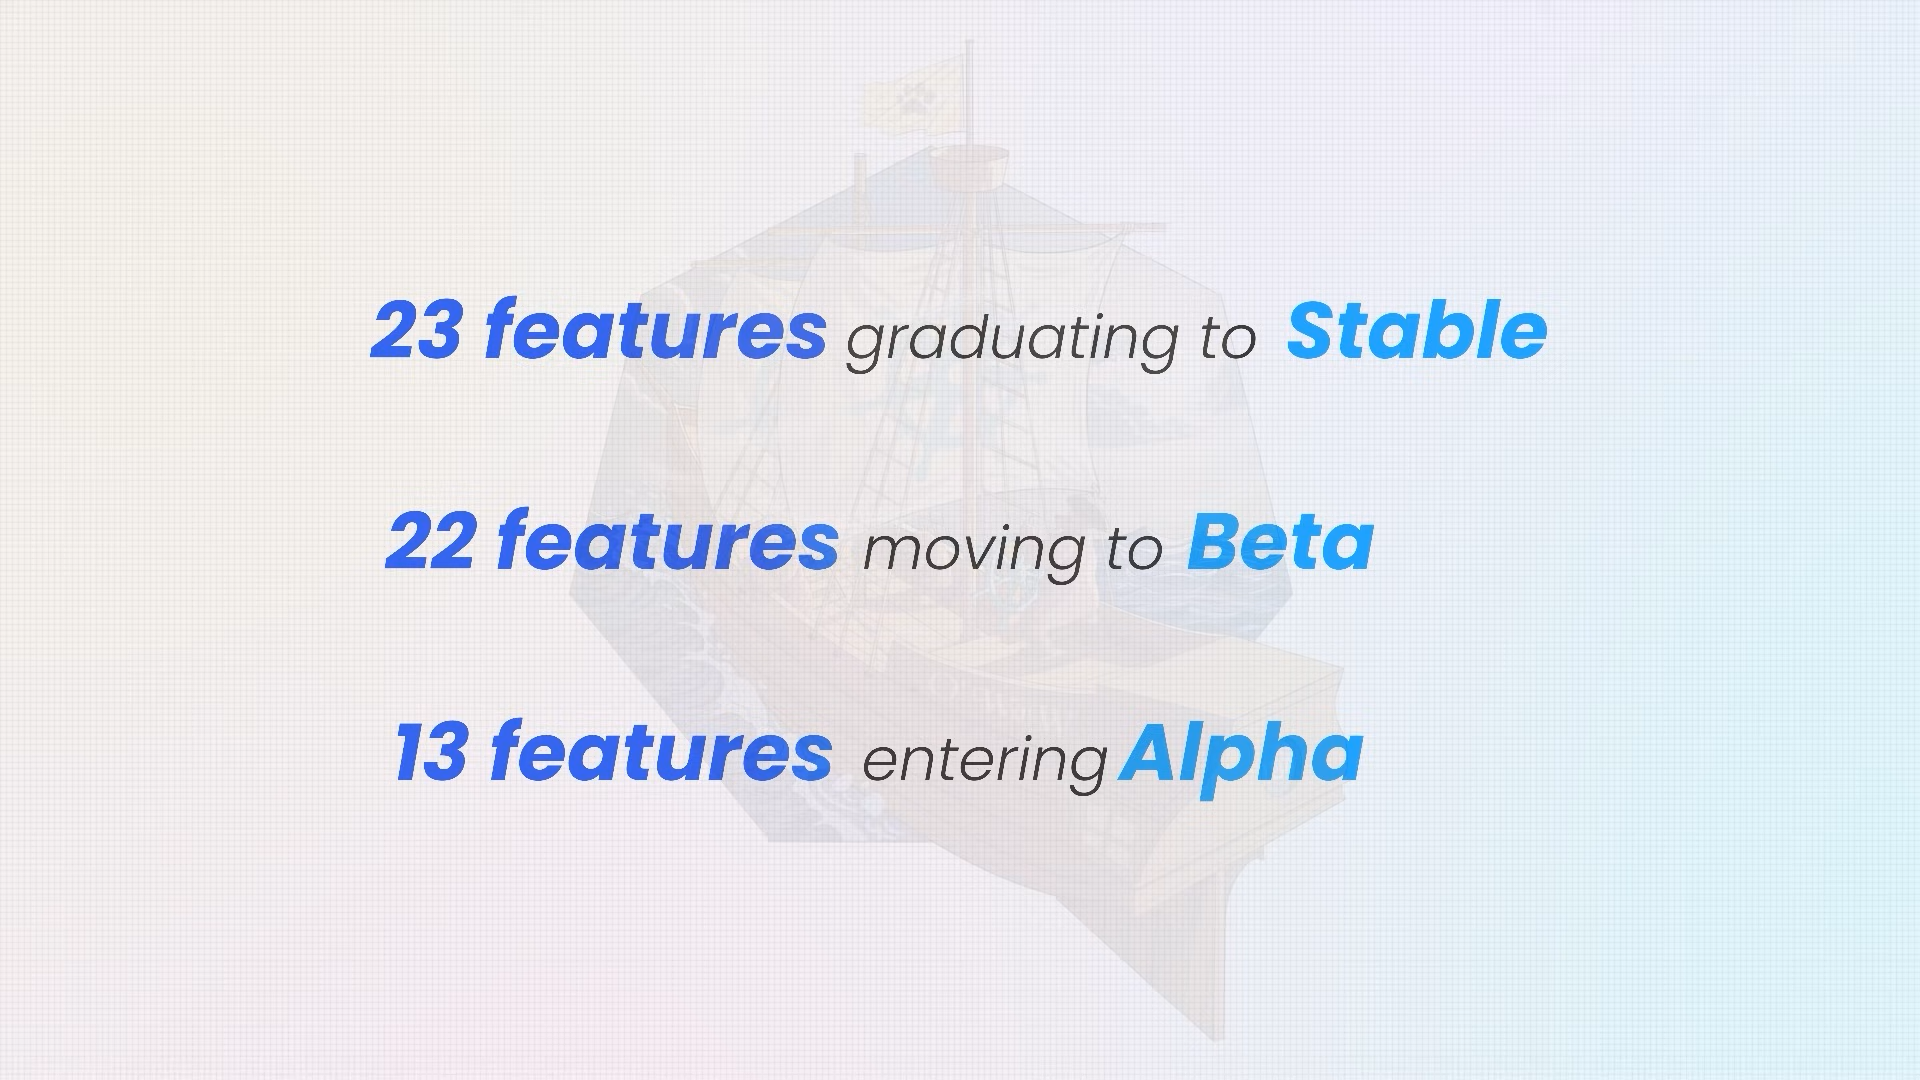 23 features graduating to Stable
22 features moving to Beta
13 features entering Alpha